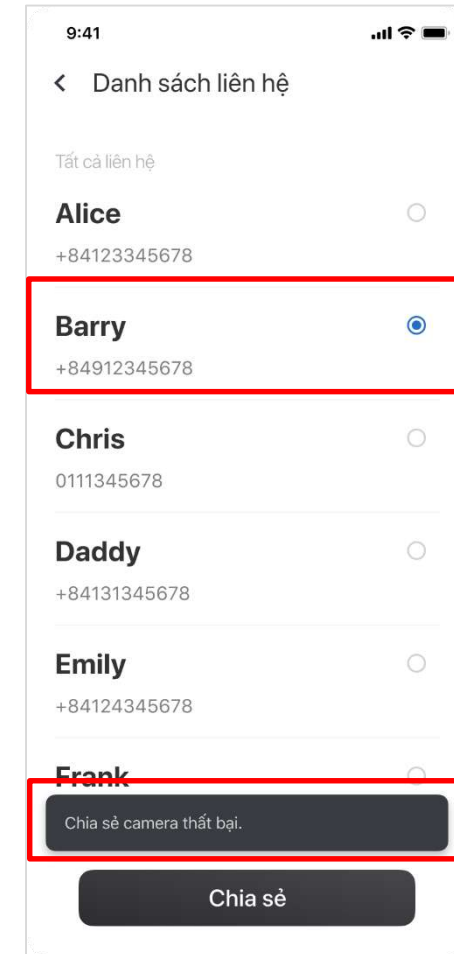 9:41
Danh sách liên hệ
Tất cả liên hệ
Alice
+84123345678
Barry
+84912345678
Chris
0111345678
Daddy
+84131345678
Emily
+84124345678
Frank
Chia sẻ camera thất bại.
Chia sẻ